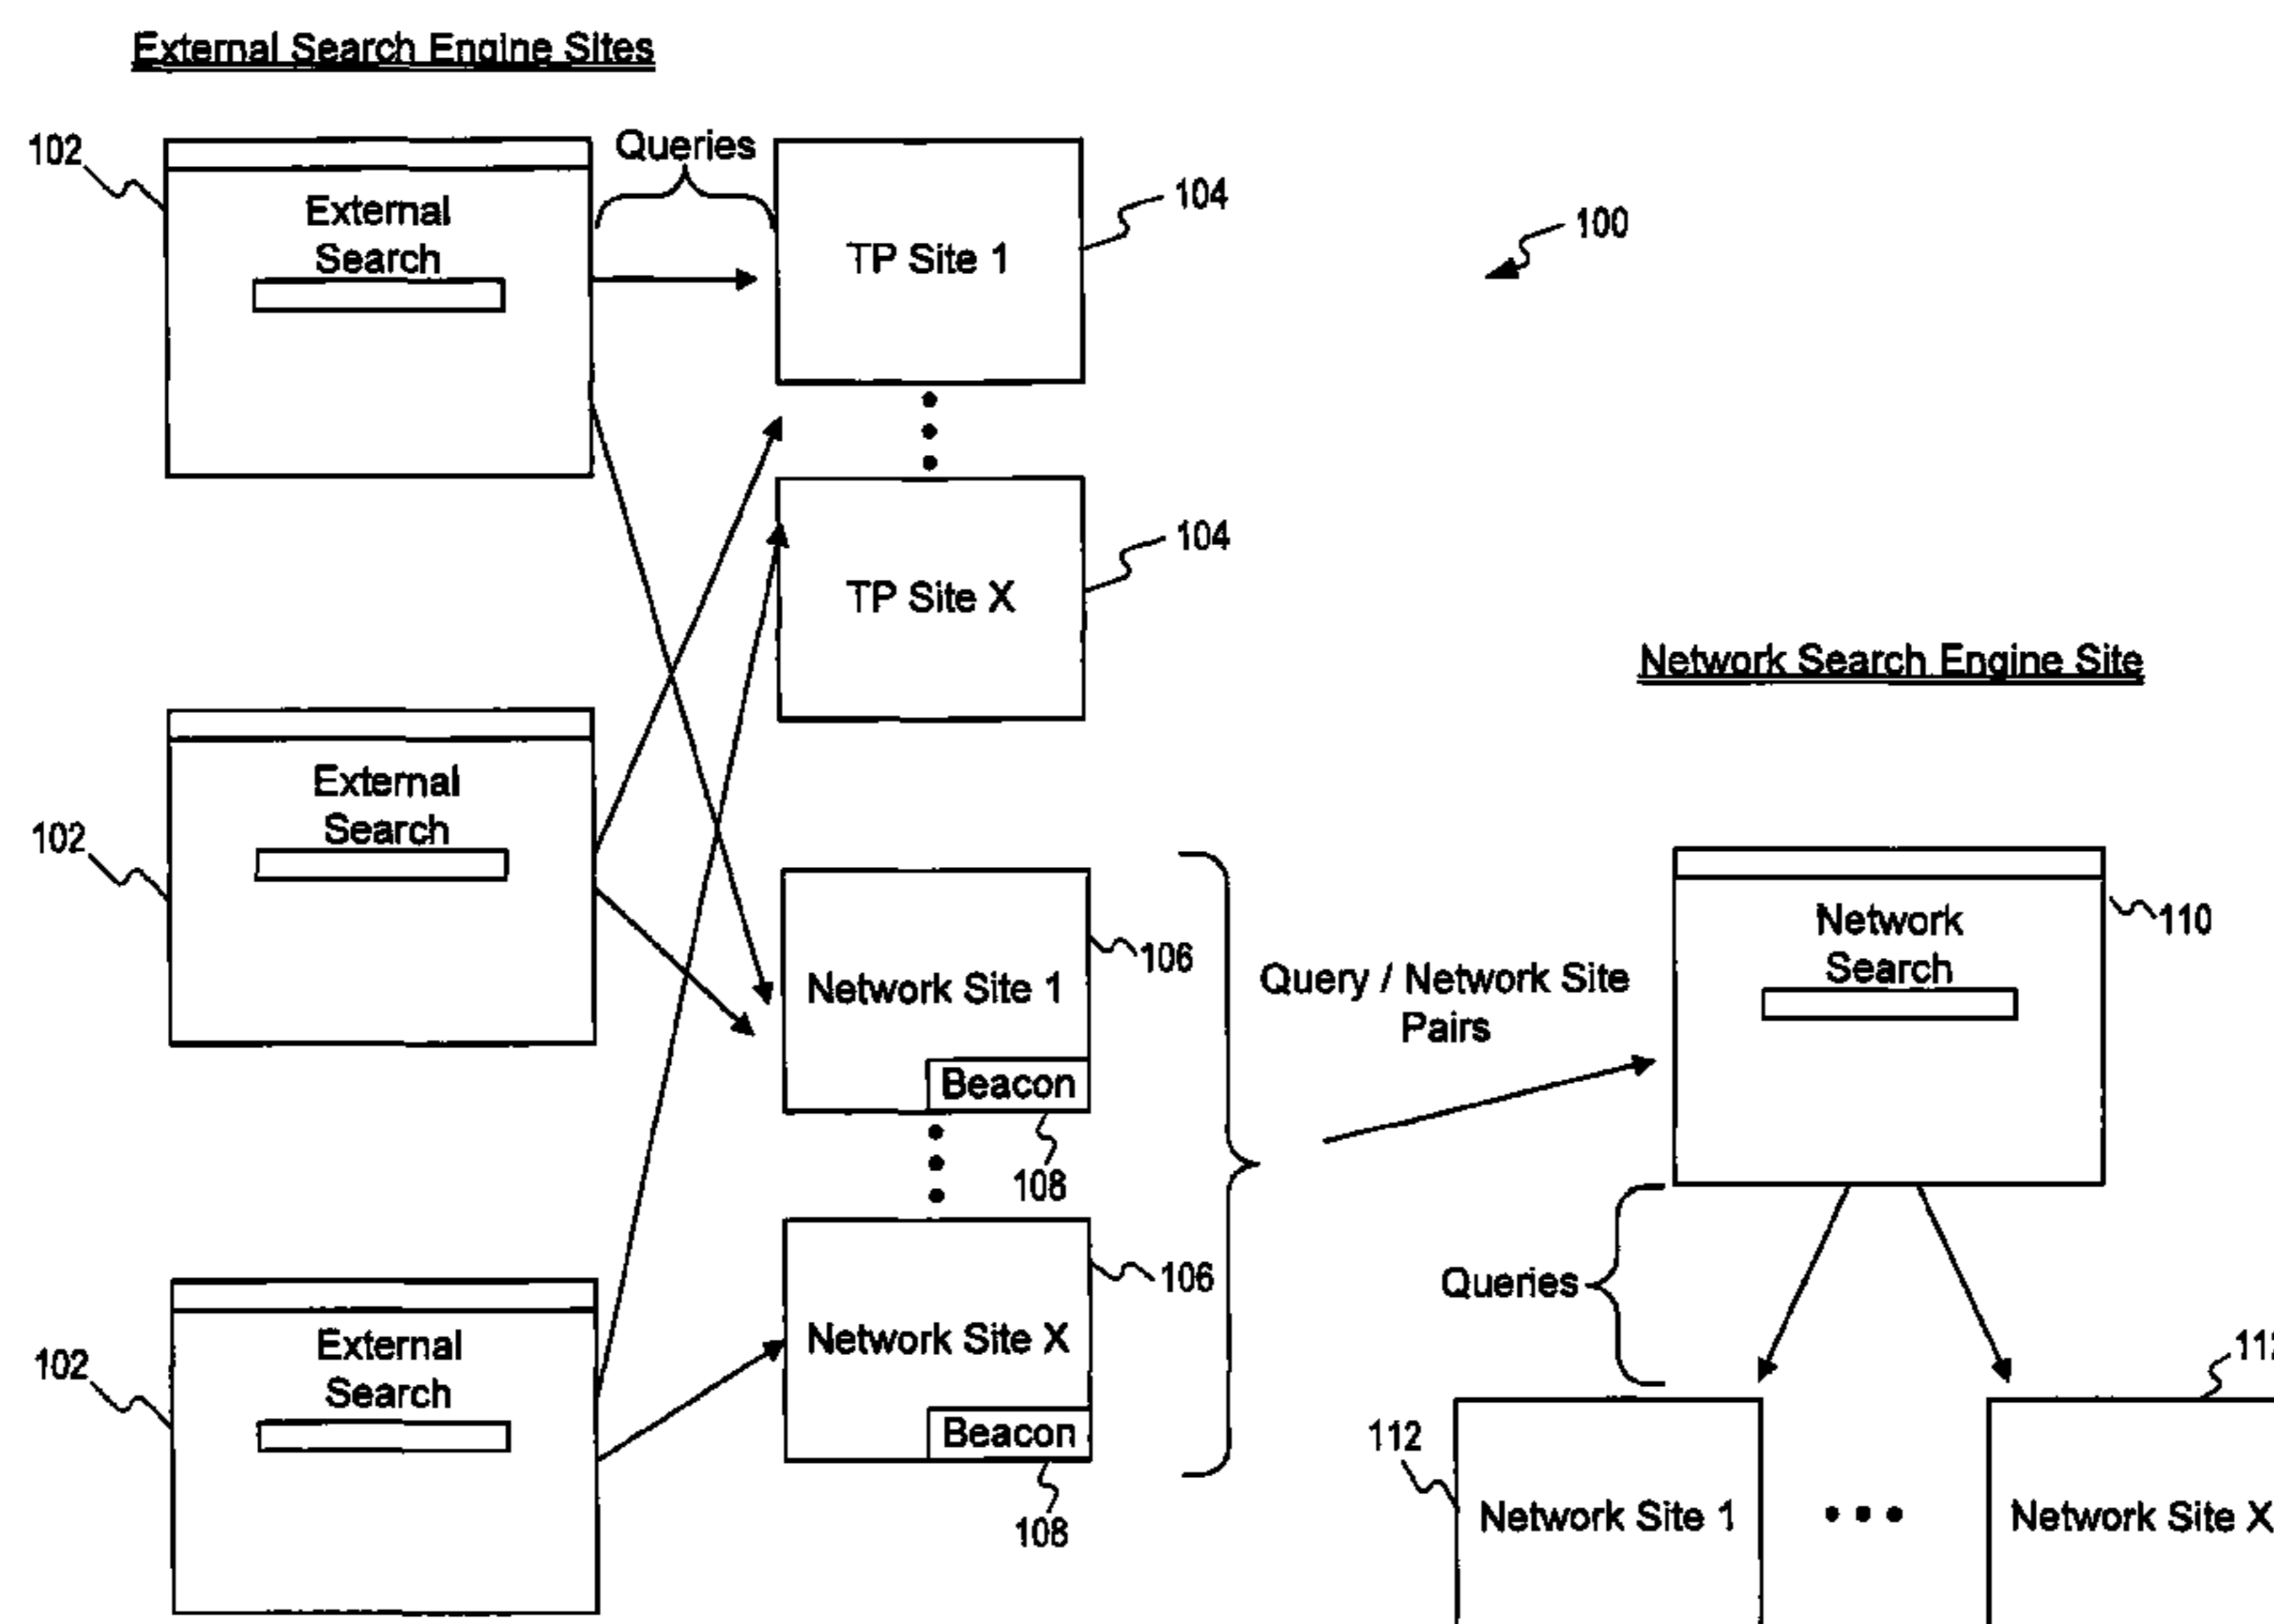 External Search Engine Sites
102
External
Search
Queries
TP Site 1
104
100
TP Site X
104
Network Search Engine Site
102
External
Search
Network Site 1
106
Beacon
108
Query / Network Site
Pairs
Network
Search
110
Network Site X
106
Beacon
108
Queries
102
External
Search
112
Network Site 1
Network Site X